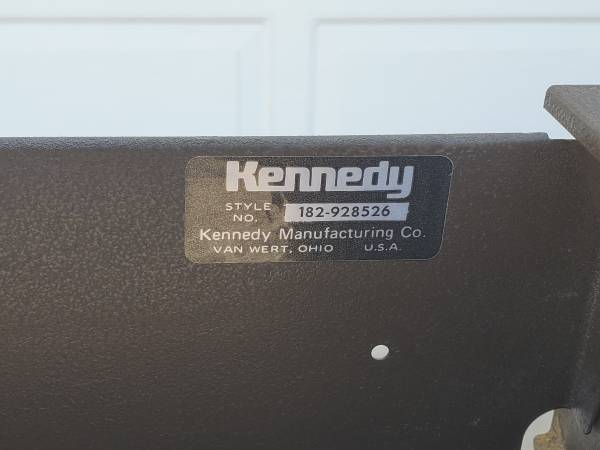 Kennedy
STYLE NO. 182-928526
Kennedy Manufacturing Co.
VAN WERT, OHIO U.S.A.